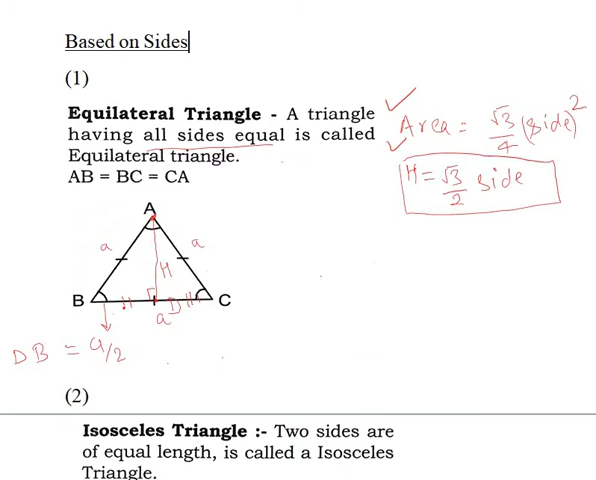 Based on Sides
(1)
Equilateral Triangle - A triangle
having all sides equal is called
Equilateral triangle.
AB = BC = CA
Area = √3/4 (side)²
H = √3/2 side
A
a
a
H
B
D
C
a
DB = a/2
(2)
Isosceles Triangle :- Two sides are
of equal length, is called a Isosceles
Triangle.